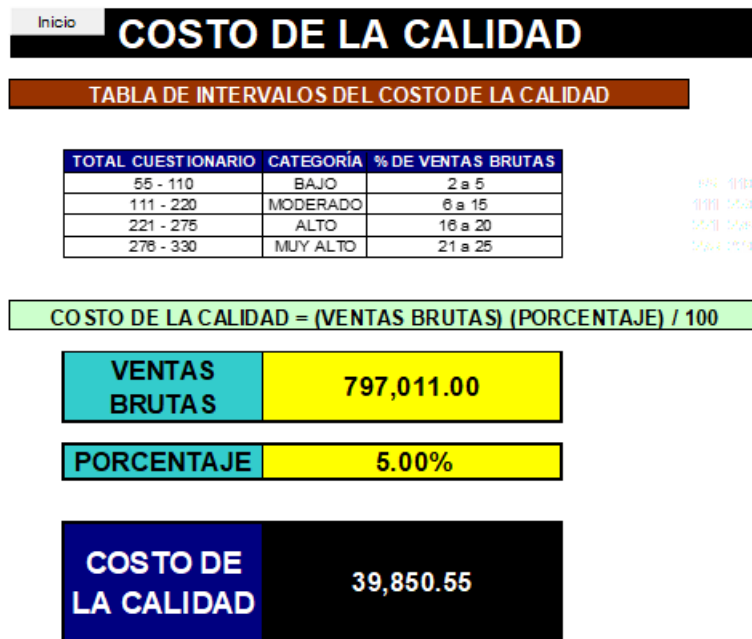 Inicio
COSTO DE LA CALIDAD
TABLA DE INTERVALOS DEL COSTO DE LA CALIDAD
TOTAL CUESTIONARIO CATEGORÍA % DE VENTAS BRUTAS
55 - 110 BAJO 2 a 5
111 - 220 MODERADO 6 a 15
221 - 275 ALTO 16 a 20
276 - 330 MUY ALTO 21 a 25
COSTO DE LA CALIDAD = (VENTAS BRUTAS) (PORCENTAJE) / 100
VENTAS
BRUTAS
797,011.00
PORCENTAJE 5.00%
COSTO DE
LA CALIDAD
39,850.55